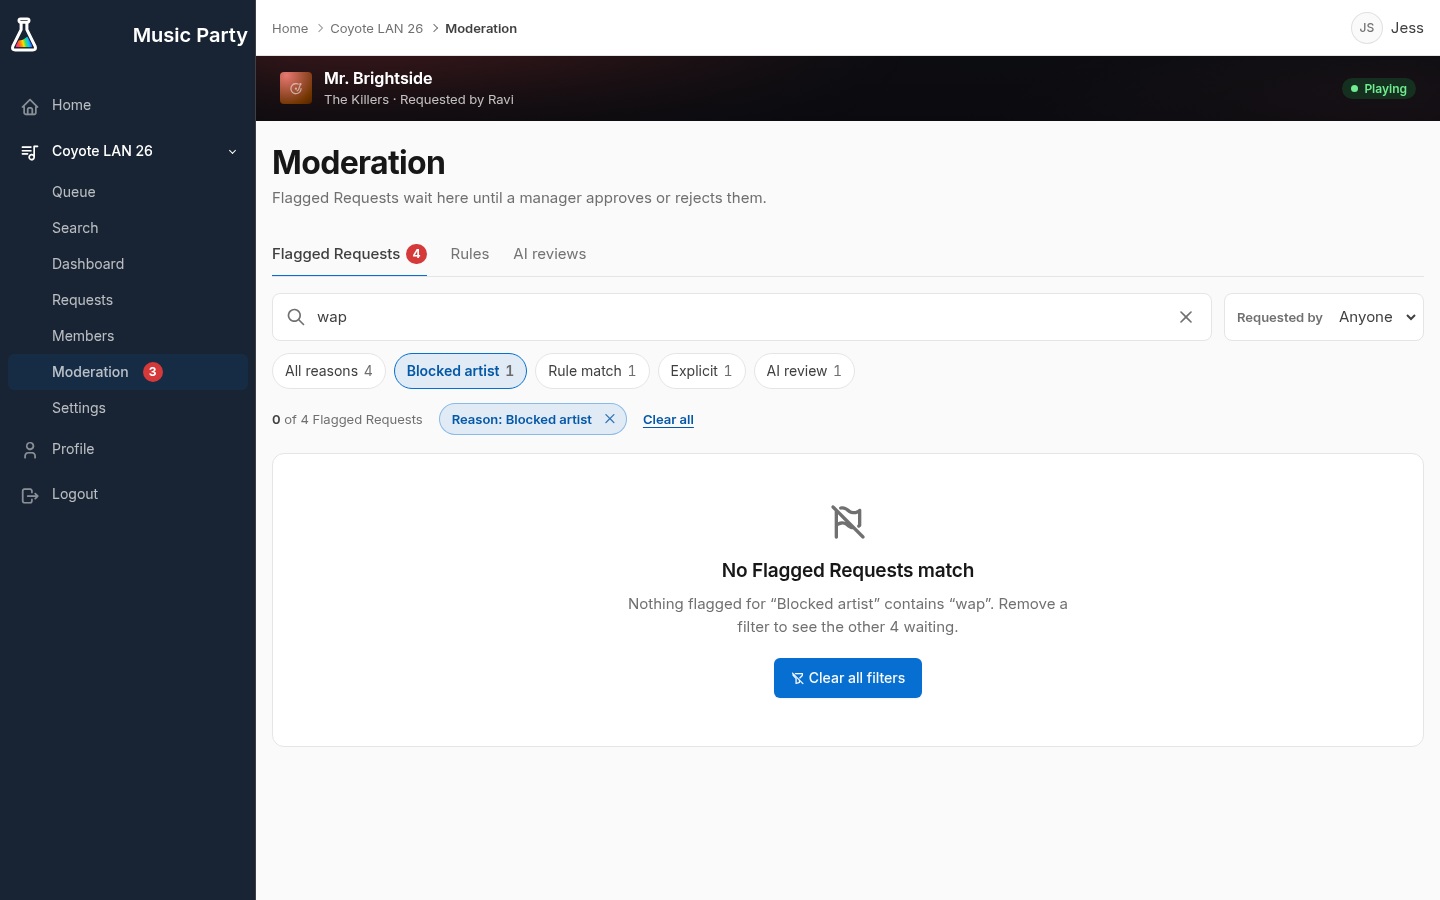 Music Party
Home
Coyote LAN 26
Queue
Search
Dashboard
Requests
Members
Moderation 3
Settings
Profile
Logout
Home > Coyote LAN 26 > Moderation
JS Jess
Mr. Brightside
The Killers · Requested by Ravi
Playing
Moderation
Flagged Requests wait here until a manager approves or rejects them.
Flagged Requests 4 Rules AI reviews
wap
Requested by Anyone
All reasons 4 Blocked artist 1 Rule match 1 Explicit 1 AI review 1
0 of 4 Flagged Requests Reason: Blocked artist Clear all
No Flagged Requests match
Nothing flagged for “Blocked artist” contains “wap”. Remove a
filter to see the other 4 waiting.
Clear all filters